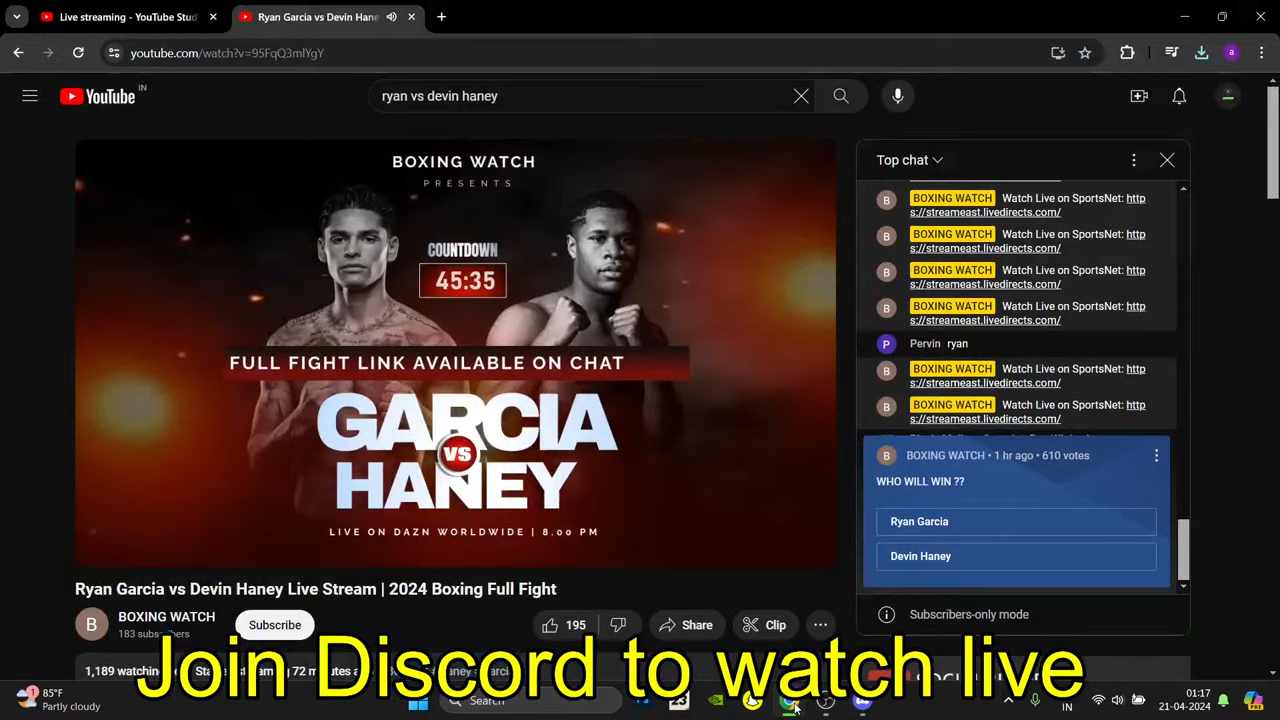 Live streaming - YouTube Stud
Ryan Garcia vs Devin Hane
youtube.com/watch?v=95FqQ3mlYgY
a
YouTube IN
ryan vs devin haney
BOXING WATCH
PRESENTS
COUNTDOWN
45:35
FULL FIGHT LINK AVAILABLE ON CHAT
GARCIA
VS
HANEY
LIVE ON DAZN WORLDWIDE | 8.00 PM
Top chat
B BOXING WATCH Watch Live on SportsNet: http
s://streameast.livedirects.com/
B BOXING WATCH Watch Live on SportsNet: http
s://streameast.livedirects.com/
B BOXING WATCH Watch Live on SportsNet: http
s://streameast.livedirects.com/
B BOXING WATCH Watch Live on SportsNet: http
s://streameast.livedirects.com/
P Pervin ryan
B BOXING WATCH Watch Live on SportsNet: http
s://streameast.livedirects.com/
B BOXING WATCH Watch Live on SportsNet: http
s://streameast.livedirects.com/
B BOXING WATCH • 1 hr ago • 610 votes
WHO WILL WIN ??
Ryan Garcia
Devin Haney
Subscribers-only mode
Ryan Garcia vs Devin Haney Live Stream | 2024 Boxing Full Fight
B BOXING WATCH
183 subscribers
Subscribe
195
Share
Clip
1,189 watching
72 minutes
Join Discord to watch live
1
85°F
Partly cloudy
Search
IN
01:17
21-04-2024